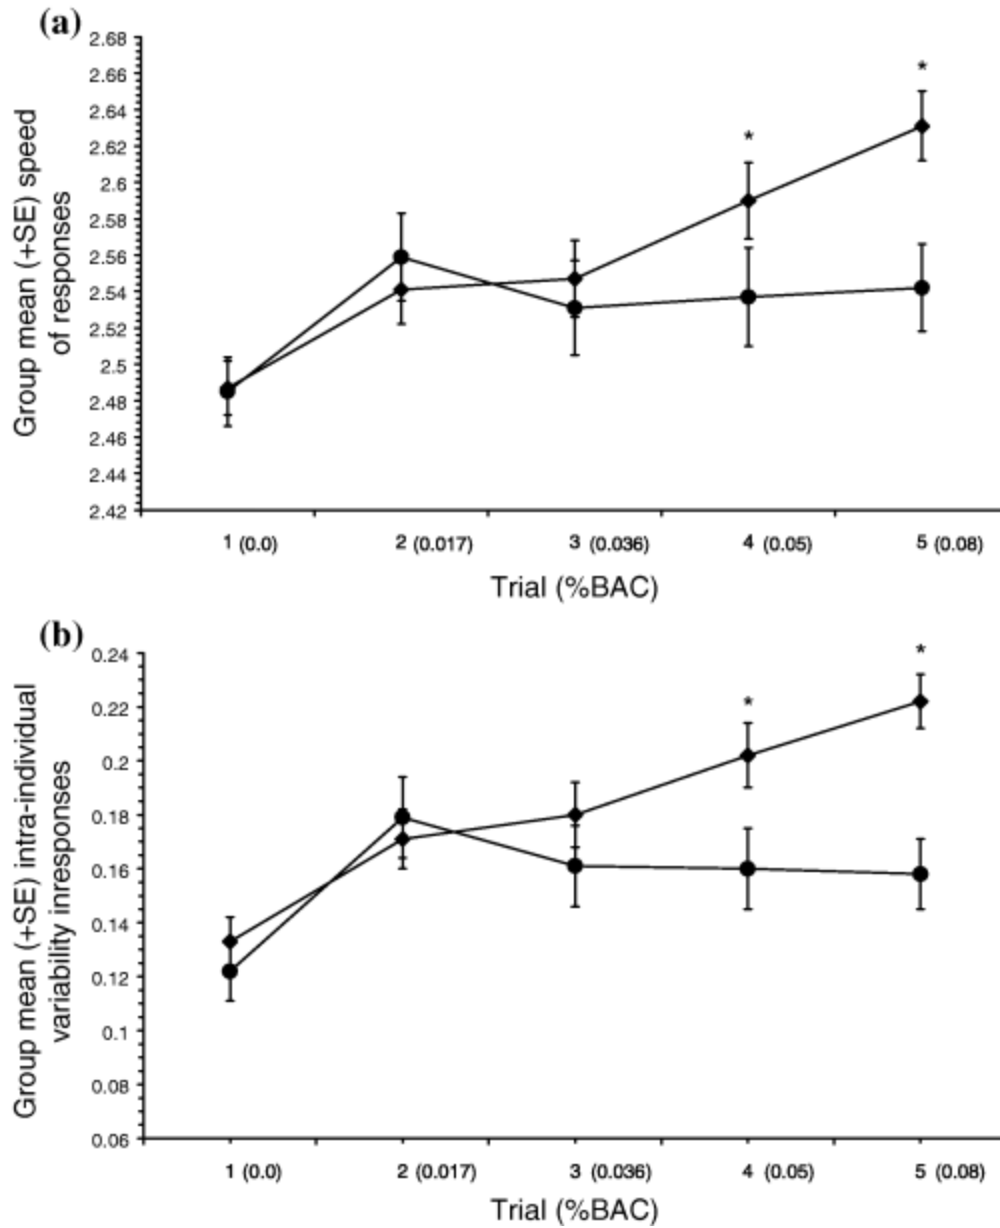 (a)
Group mean (+SE) speed
of responses
2.68
2.66
2.64
2.62
2.6
2.58
2.56
2.54
2.52
2.5
2.48
2.46
2.44
2.42
*
*
1 (0.0) 2 (0.017) 3 (0.036) 4 (0.05) 5 (0.08)
Trial (%BAC)
(b)
Group mean (+SE) intra-individual
variability inresponses
0.24
0.22
0.2
0.18
0.16
0.14
0.12
0.1
0.08
0.06
*
*
1 (0.0) 2 (0.017) 3 (0.036) 4 (0.05) 5 (0.08)
Trial (%BAC)